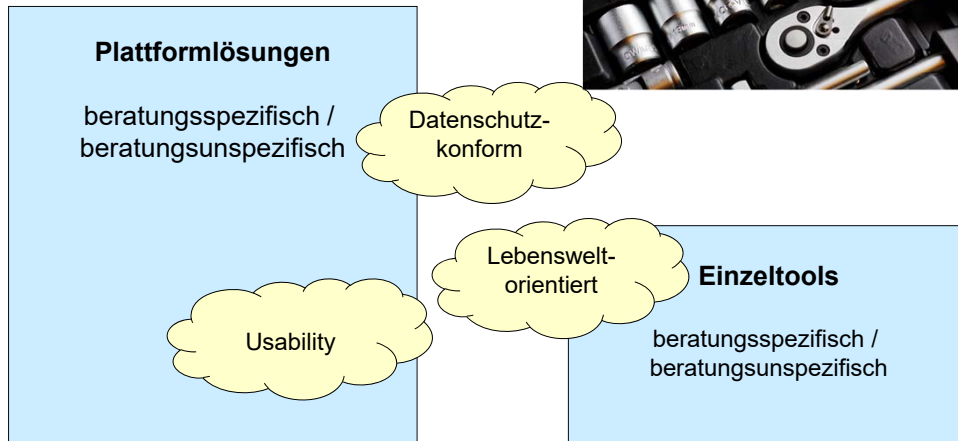 Plattformlösungen
beratungsspezifisch /
beratungsunspezifisch
Datenschutz-
konform
Lebenswelt-
orientiert
Usability
Einzeltools
beratungsspezifisch /
beratungsunspezifisch